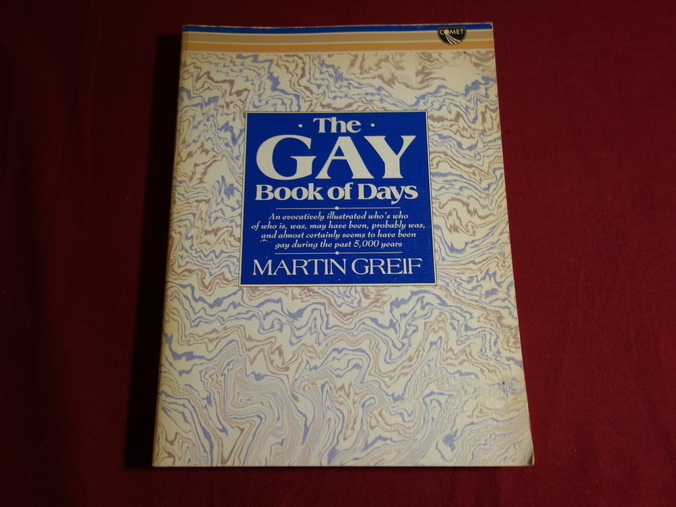 COMET
The
GAY
Book of Days
An evocatively illustrated who's who
of who is, was, may have been, probably was,
and almost certainly seems to have been
gay during the past 5,000 years
MARTIN GREIF